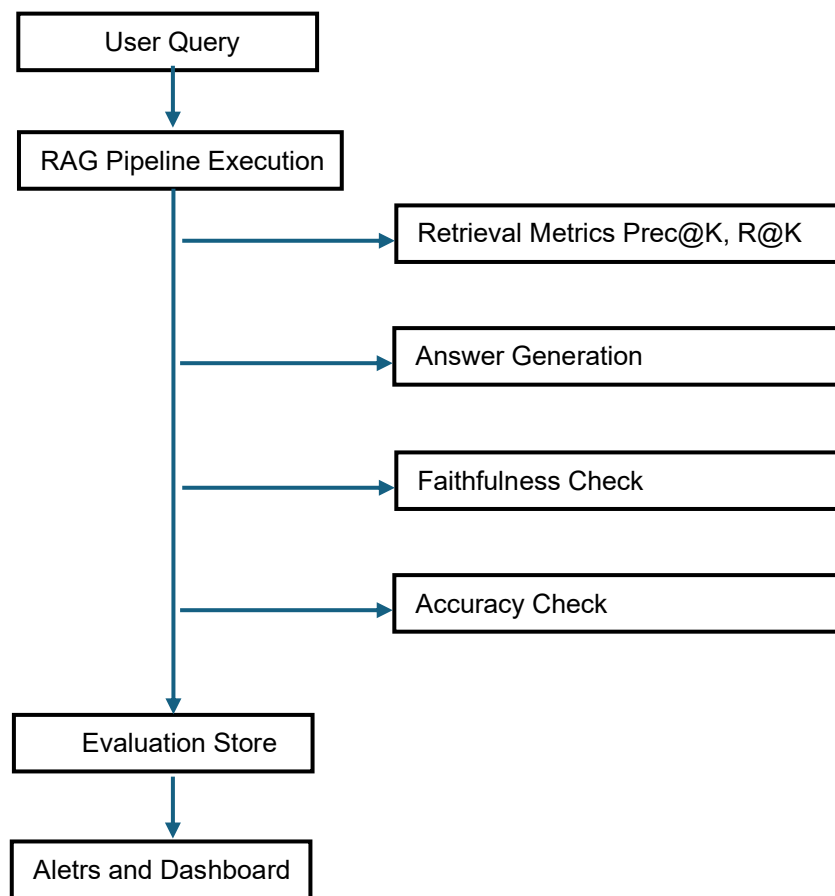 User Query
RAG Pipeline Execution
Retrieval Metrics Prec@K, R@K
Answer Generation
Faithfulness Check
Accuracy Check
Evaluation Store
Aletrs and Dashboard